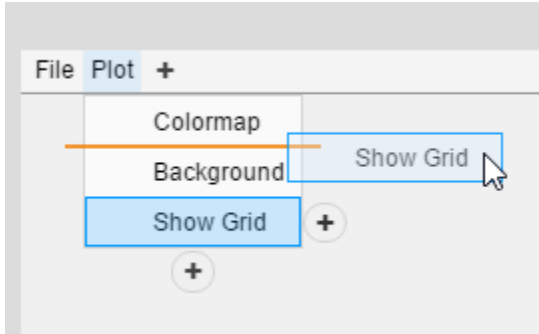 File Plot +
Colormap
Background
Show Grid
Show Grid +
+